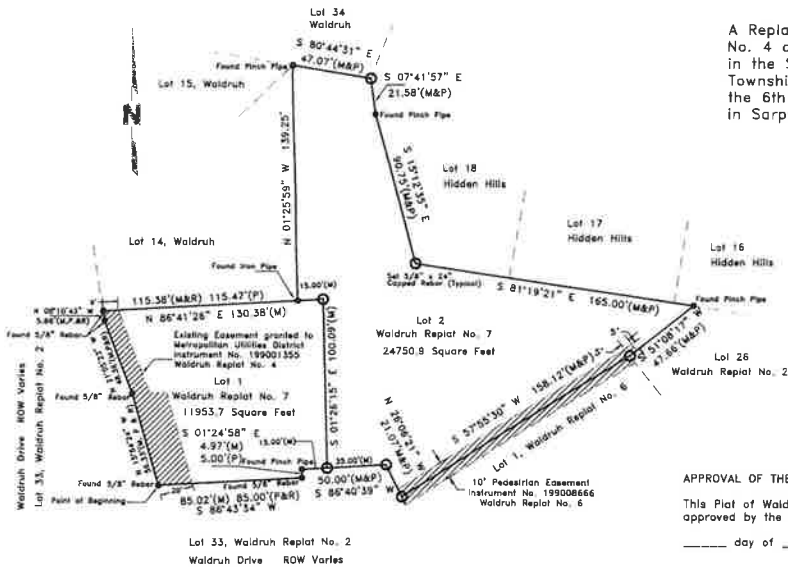 Lot 34
Waldruh
S 80°44'31" E
47.07'(M&P)
Found Pinch Pipe
S 07°41'57" E
21.58'(M&P)
Found Pinch Pipe
Lot 15, Waldruh
N 01°25'59" W 139.25'
S 15°12'35" E
90.75'(M&P)
Lot 18
Hidden Hills
Lot 17
Hidden Hills
Lot 16
Hidden Hills
Lot 14, Waldruh
Found Iron Pipe
Set 5/8" x 24"
Capped Rebar (Typical)
S 81°19'21" E 165.00'(M&P)
Found Pinch Pipe
A Repla
No. 4 a
in the S
Townshi
the 6th
in Sarp
15.00'(M)
115.38'(M&R) 115.47'(P)
N 86°41'26" E 130.38'(M)
Found 5/8" Rebar
Existing Easement granted to
Metropolitan Utilities District
Instrument No. 199001355
Waldruh Replat No. 4
Lot 1
Waldruh Replat No. 7
11953.7 Square Feet
S 01°26'15" E 100.09'(M)
Lot 2
Waldruh Replat No. 7
24750.9 Square Feet
5'
5'
S 51°08'17" W
47.66'(M&P)
Lot 26
Waldruh Replat No. 2
Found 5/8" Rebar
S 01°24'58" E
4.97'(M)
5.00'(P)
15.00'(M)
Found Pinch Pipe
35.00'(M)
N 26°06'21" W
21.07'(M&P)
S 57°55'30" W 158.12'(M&P)
Lot 1, Waldruh Replat No. 6
10' Pedestrian Easement
Instrument No. 199008666
Waldruh Replat No. 6
Waldruh Drive ROW Varies
Lot 33, Waldruh Replat No. 2
Found 5/8" Rebar
Point of Beginning
20'
Found 5/8" Rebar
50.00'(M&P)
S 86°40'39" W
85.02'(M) 85.00'(P&R)
S 86°43'34" W
Lot 33, Waldruh Replat No. 2
Waldruh Drive ROW Varies
APPROVAL OF THE
This Plat of Wald
approved by the
_____ day of _